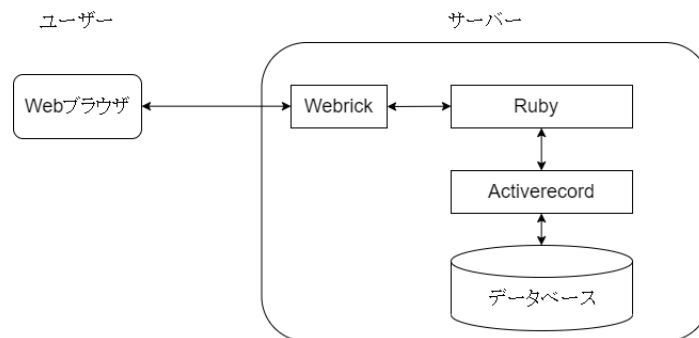 ユーザー
サーバー
Webブラウザ
Webrick
Ruby
Activerecord
データベース